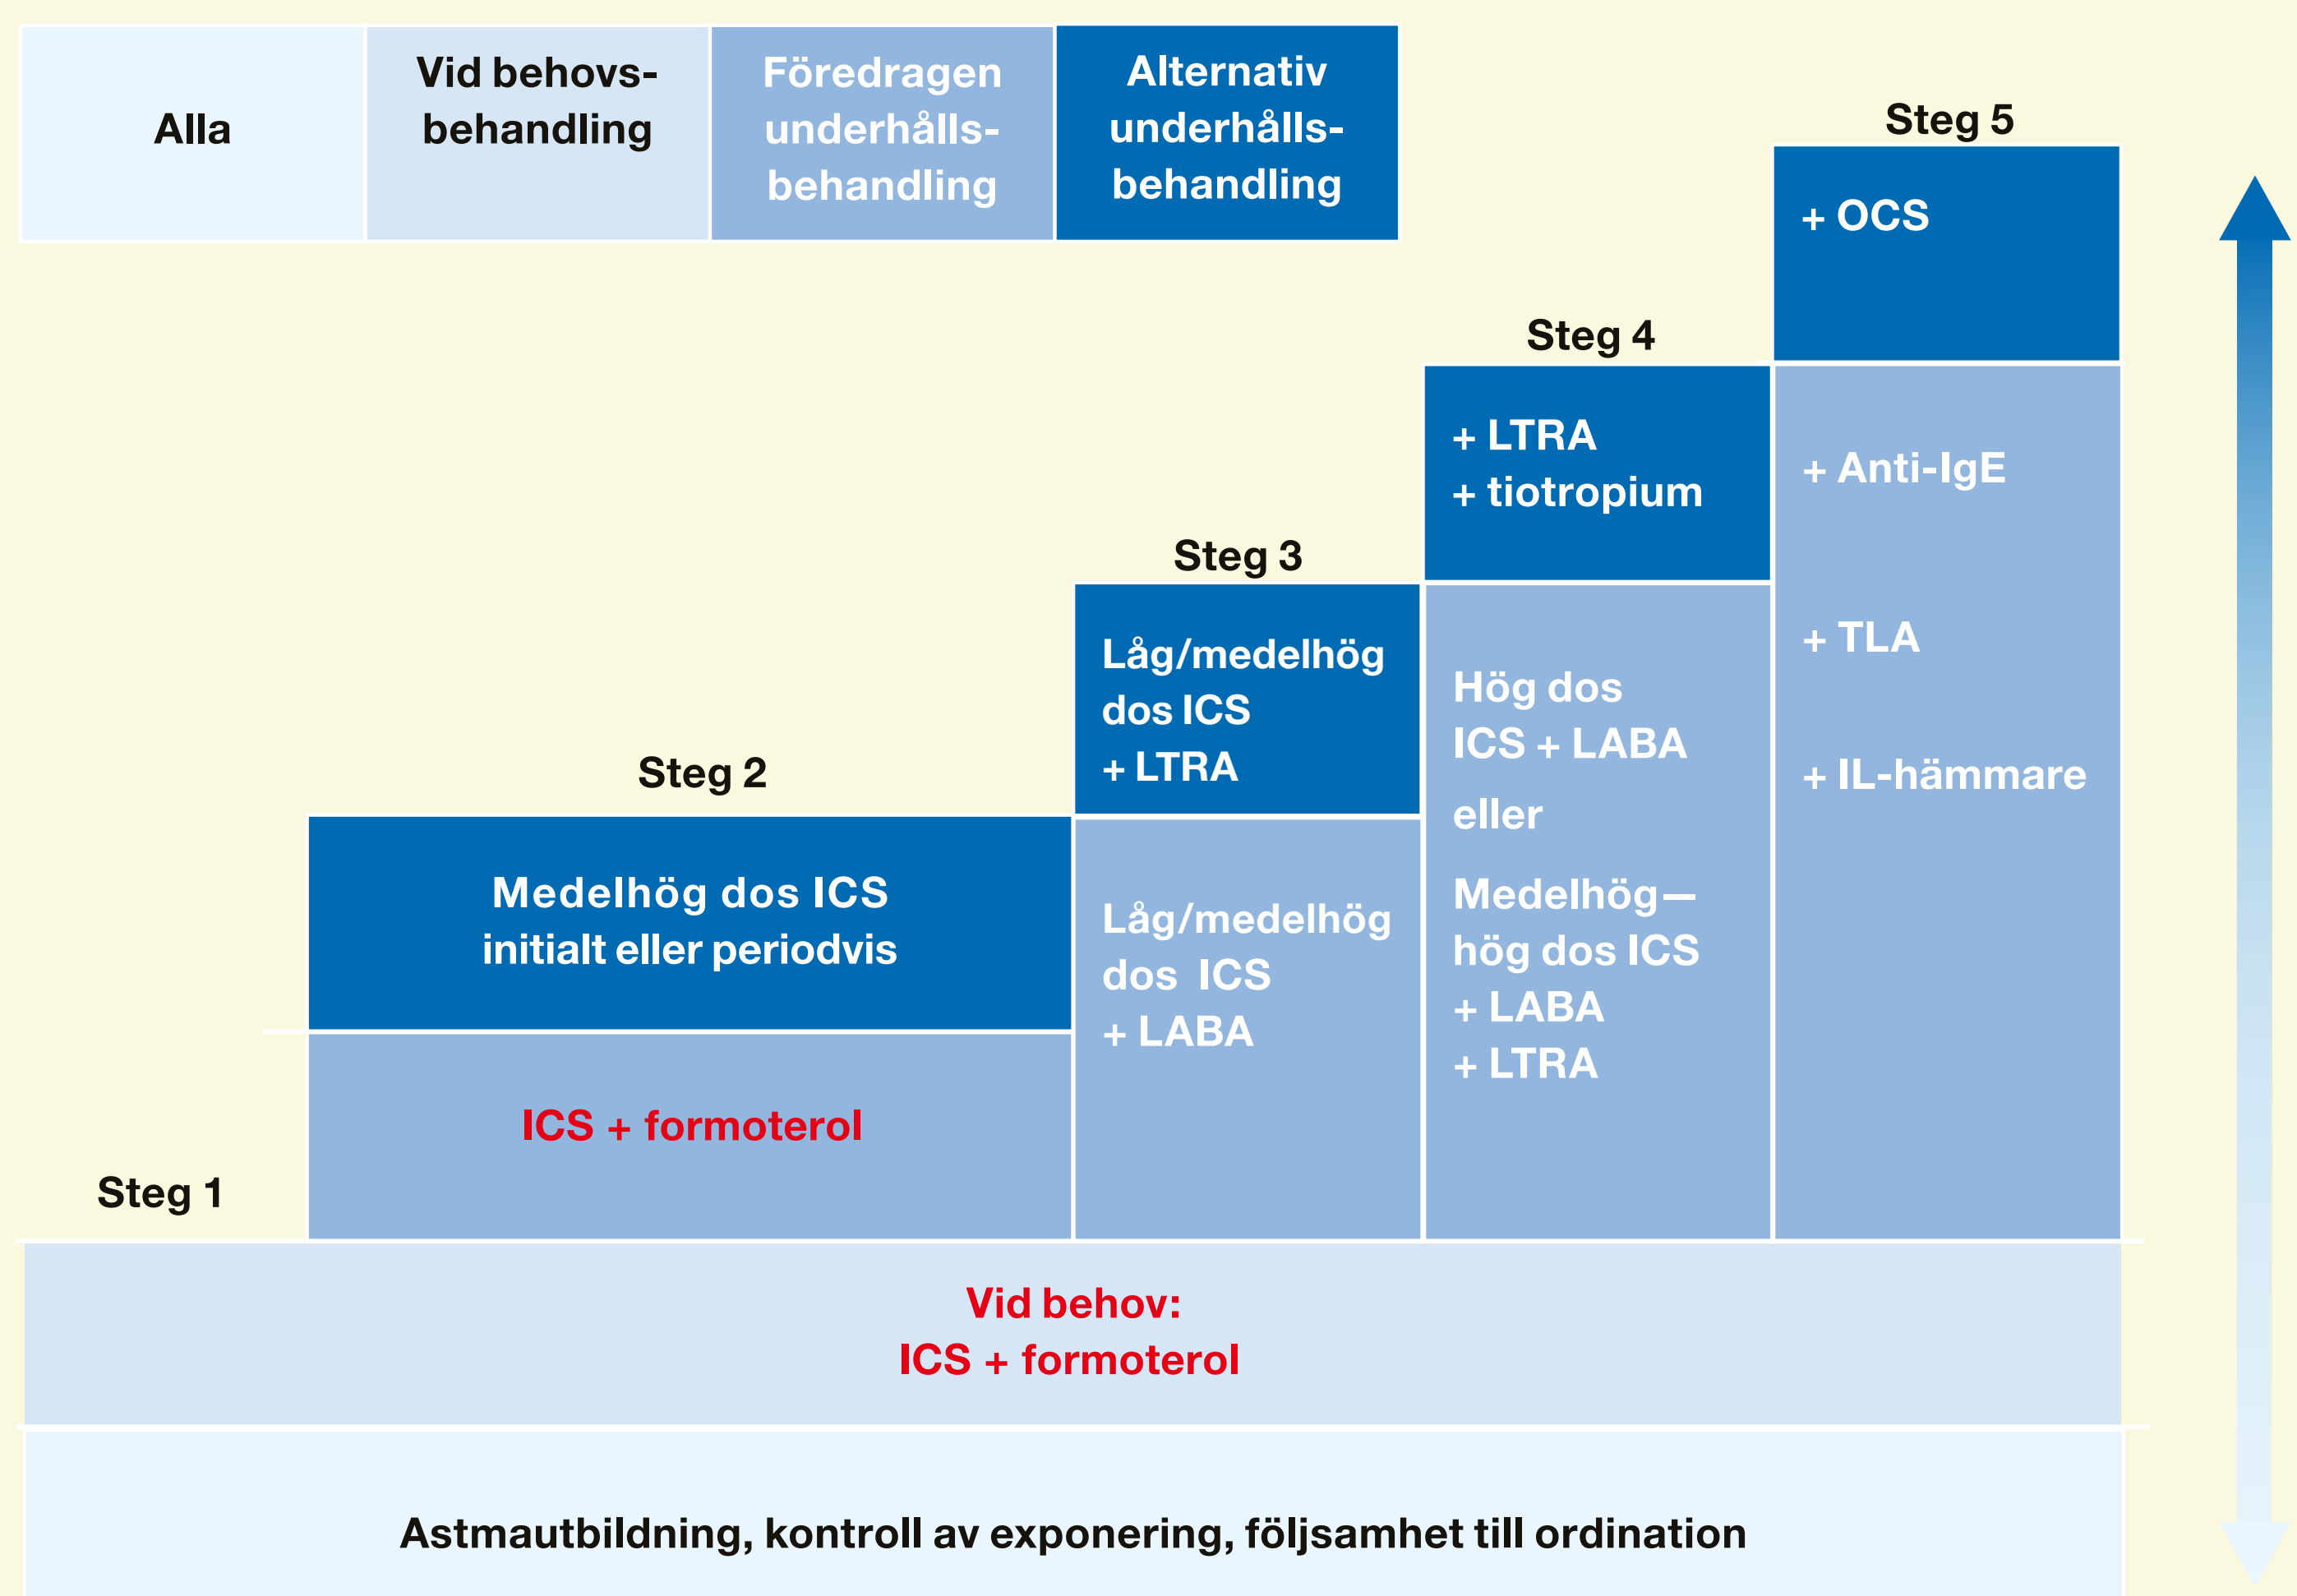 Alla
Vid behovs-
behandling
Föredragen
underhålls-
behandling
Alternativ
underhålls-
behandling
Steg 5
+ OCS
+ Anti-IgE
+ TLA
+ IL-hämmare
Steg 4
+ LTRA
+ tiotropium
Hög dos
ICS + LABA
eller
Medelhög—
hög dos ICS
+ LABA
+ LTRA
Steg 3
Låg/medelhög
dos ICS
+ LTRA
Låg/medelhög
dos ICS
+ LABA
Steg 2
Medelhög dos ICS
initialt eller periodvis
ICS + formoterol
Steg 1
Vid behov:
ICS + formoterol
Astmautbildning, kontroll av exponering, följsamhet till ordination